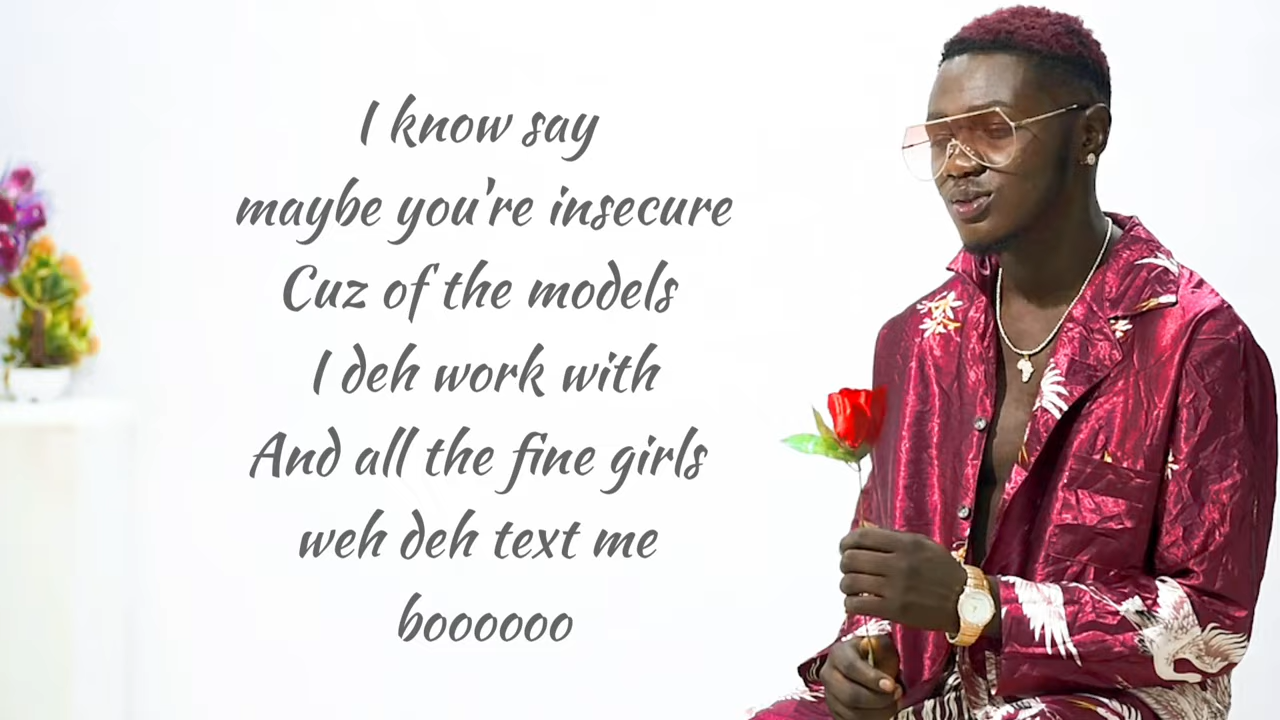 I know say
maybe you're insecure
Cuz of the models
I deh work with
And all the fine girls
weh deh text me
boooooo